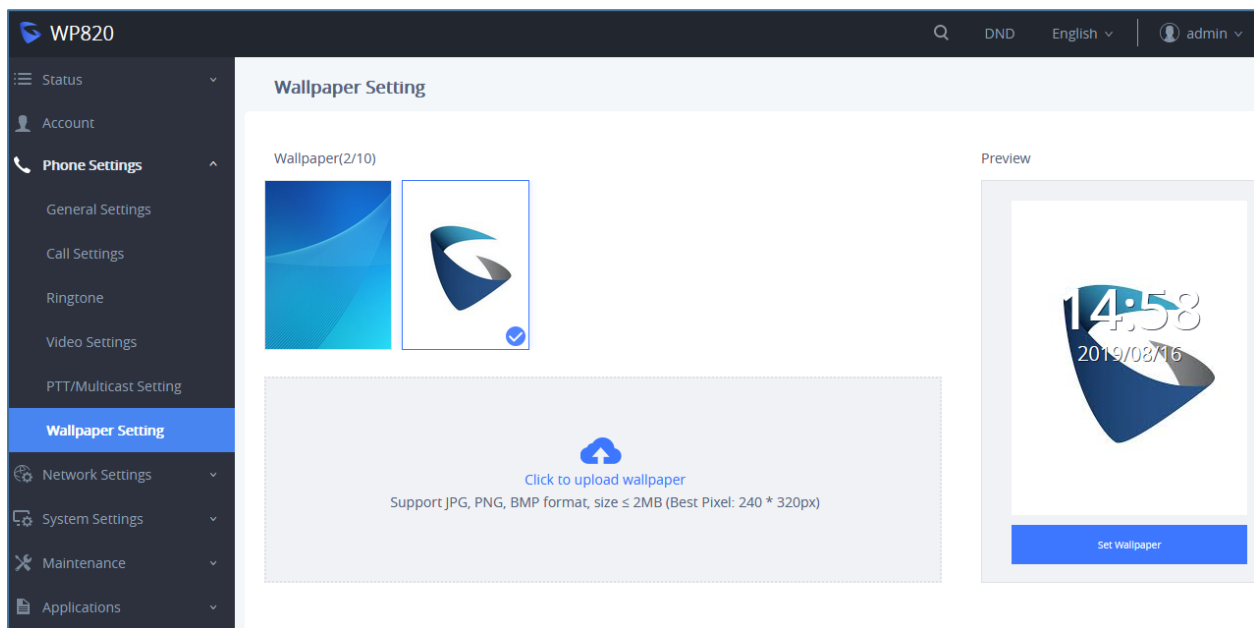 WP820
DND
English
admin
Status
Account
Phone Settings
General Settings
Call Settings
Ringtone
Video Settings
PTT/Multicast Setting
Wallpaper Setting
Network Settings
System Settings
Maintenance
Applications
Wallpaper Setting
Wallpaper(2/10)
Click to upload wallpaper
Support JPG, PNG, BMP format, size ≤ 2MB (Best Pixel: 240 * 320px)
Preview
14:58
2019/08/16
Set Wallpaper